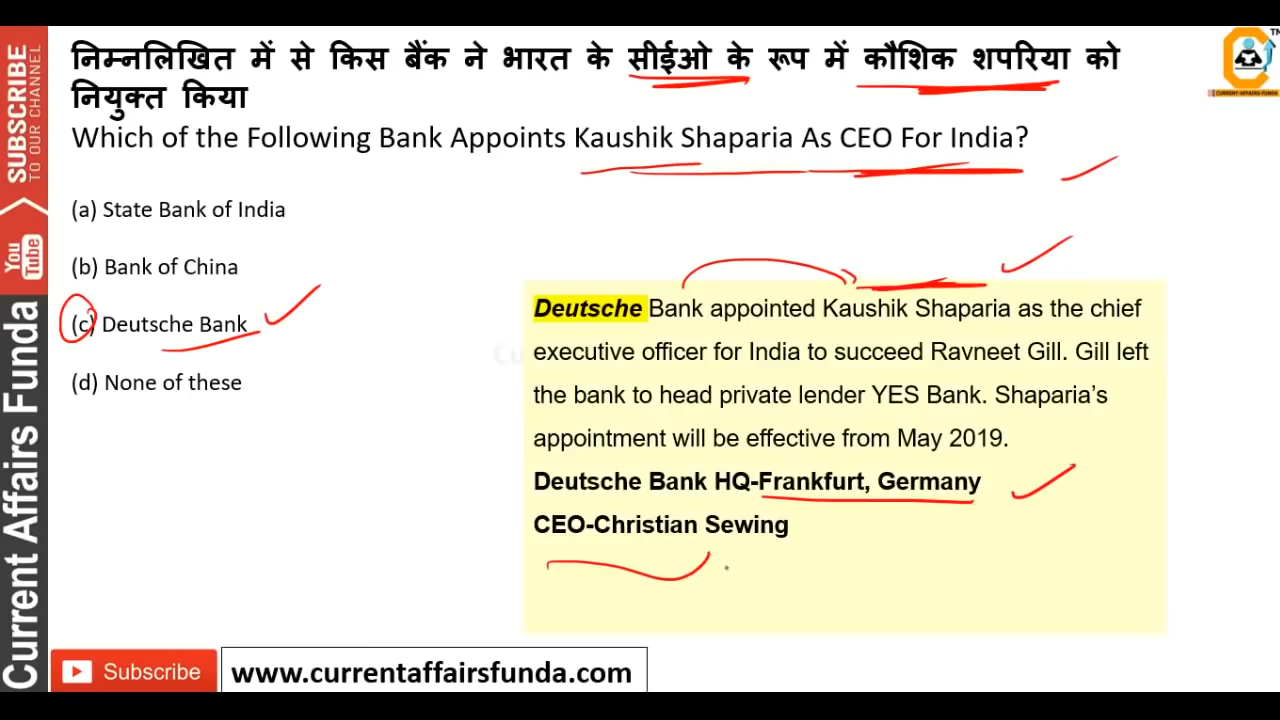 निम्नलिखित में से किस बैंक ने भारत के सीईओ के रूप में कौशिक शपरिया को
नियुक्त किया
Which of the Following Bank Appoints Kaushik Shaparia As CEO For India?
(a) State Bank of India
(b) Bank of China
(c) Deutsche Bank
(d) None of these
Deutsche Bank appointed Kaushik Shaparia as the chief
executive officer for India to succeed Ravneet Gill. Gill left
the bank to head private lender YES Bank. Shaparia’s
appointment will be effective from May 2019.
Deutsche Bank HQ-Frankfurt, Germany
CEO-Christian Sewing
SUBSCRIBE
TO OUR CHANNEL
You
Tube
Current Affairs Funda
CURRENT-AFFAIRS-FUNDA
Subscribe
www.currentaffairsfunda.com